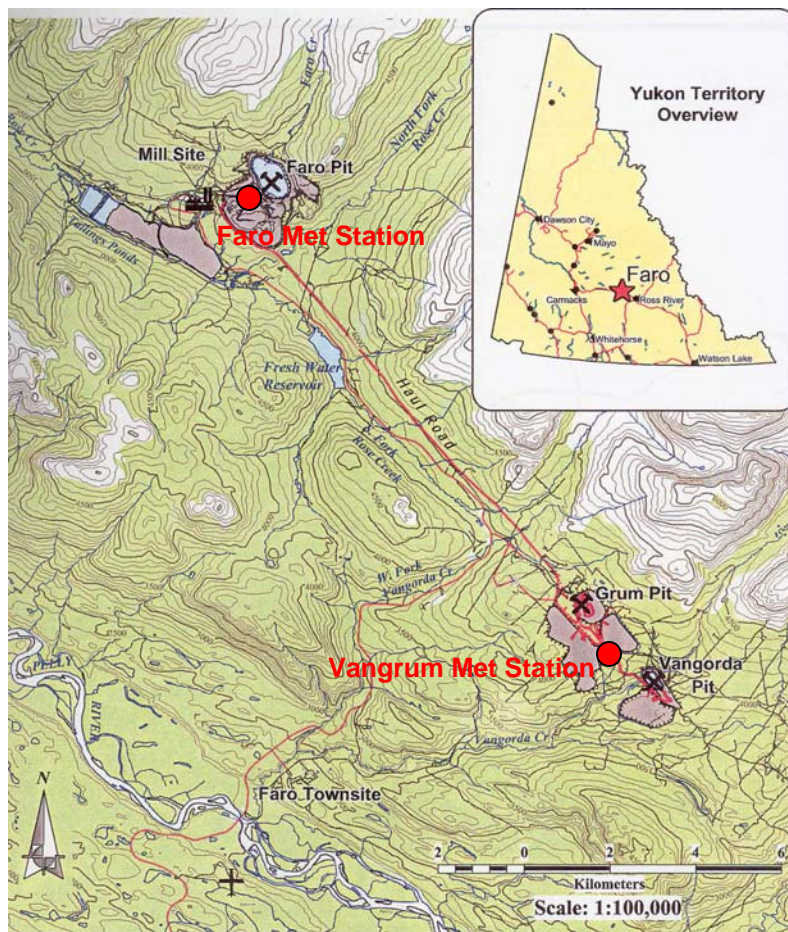 Yukon Territory
Overview
Dawson City
Mayo
Faro
Carmacks
Ross River
Whitehorse
Watson Lake
Faro Cr
North Fork
Rose Cr
4500
Mill Site
Faro Pit
Faro Met Station
Tailings Ponds
Fresh Water
Reservoir
Haul Road
Fork
Rose Creek
W. Fork
Vangorda Cr.
Grum Pit
Vangrum Met Station
Vangorda
Pit
PELLY
RIVER
Vangorda Cr
Faro Townsite
N
2 0 2 4 6
Kilometers
Scale: 1:100,000